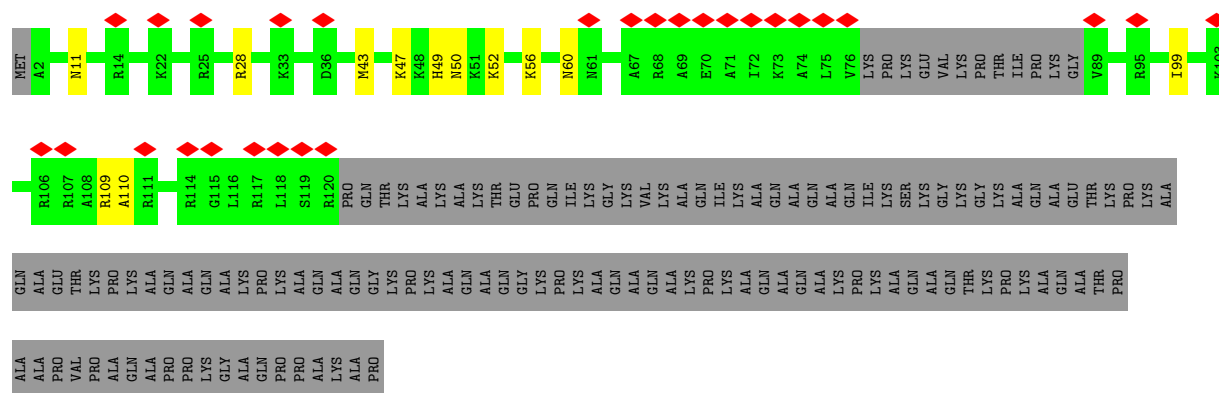 MET A2 N11 R14 K22 R25 R28 K33 D36 M43 K47 K48 H49 N50 K51 K52 K56 N60 N61 A67 R68 A69 E70 A71 I72 K73 A74 L75 V76 LYS PRO LYS GLU VAL LYS PRO THR ILE PRO LYS GLY V89 R95 I99 K103
R106 R107 A108 R109 A110 R111 R114 G115 L116 R117 L118 S119 R120 PRO GLN THR LYS ALA LYS ALA LYS THR GLU PRO GLN ILE LYS GLY LYS VAL LYS ALA GLN ILE LYS ALA GLN ALA GLN ALA GLN ILE LYS SER LYS GLY LYS GLY LYS ALA GLN ALA GLU THR LYS PRO LYS ALA
GLN ALA GLU THR LYS PRO LYS ALA GLN ALA GLN ALA LYS PRO LYS ALA GLN ALA GLN GLY LYS PRO LYS ALA GLN ALA GLN GLY LYS PRO LYS ALA GLN ALA GLN ALA LYS PRO LYS ALA GLN ALA GLN ALA LYS PRO LYS ALA GLN ALA GLN THR LYS PRO LYS ALA GLN ALA THR PRO
ALA ALA PRO VAL PRO ALA GLN ALA PRO PRO LYS GLY ALA GLN PRO PRO ALA LYS ALA PRO